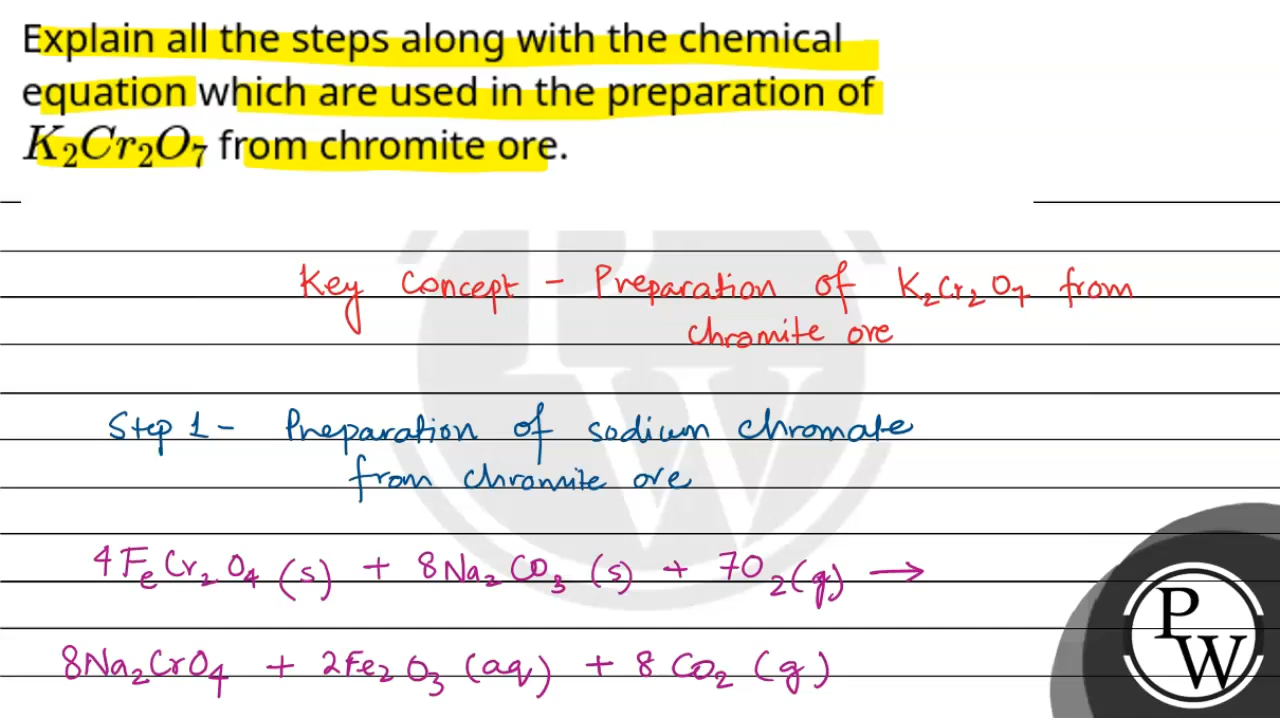 Explain all the steps along with the chemical
equation which are used in the preparation of
K₂Cr₂O₇ from chromite ore.
Key Concept - Preparation of K₂Cr₂O₇ from
chromite ore
Step 1 - Preparation of sodium chromate
from chromite ore
4FeCr₂O₄ (s) + 8Na₂CO₃ (s) + 7O₂(g) →
8Na₂CrO₄ + 2Fe₂O₃ (aq) + 8CO₂ (g)
PW